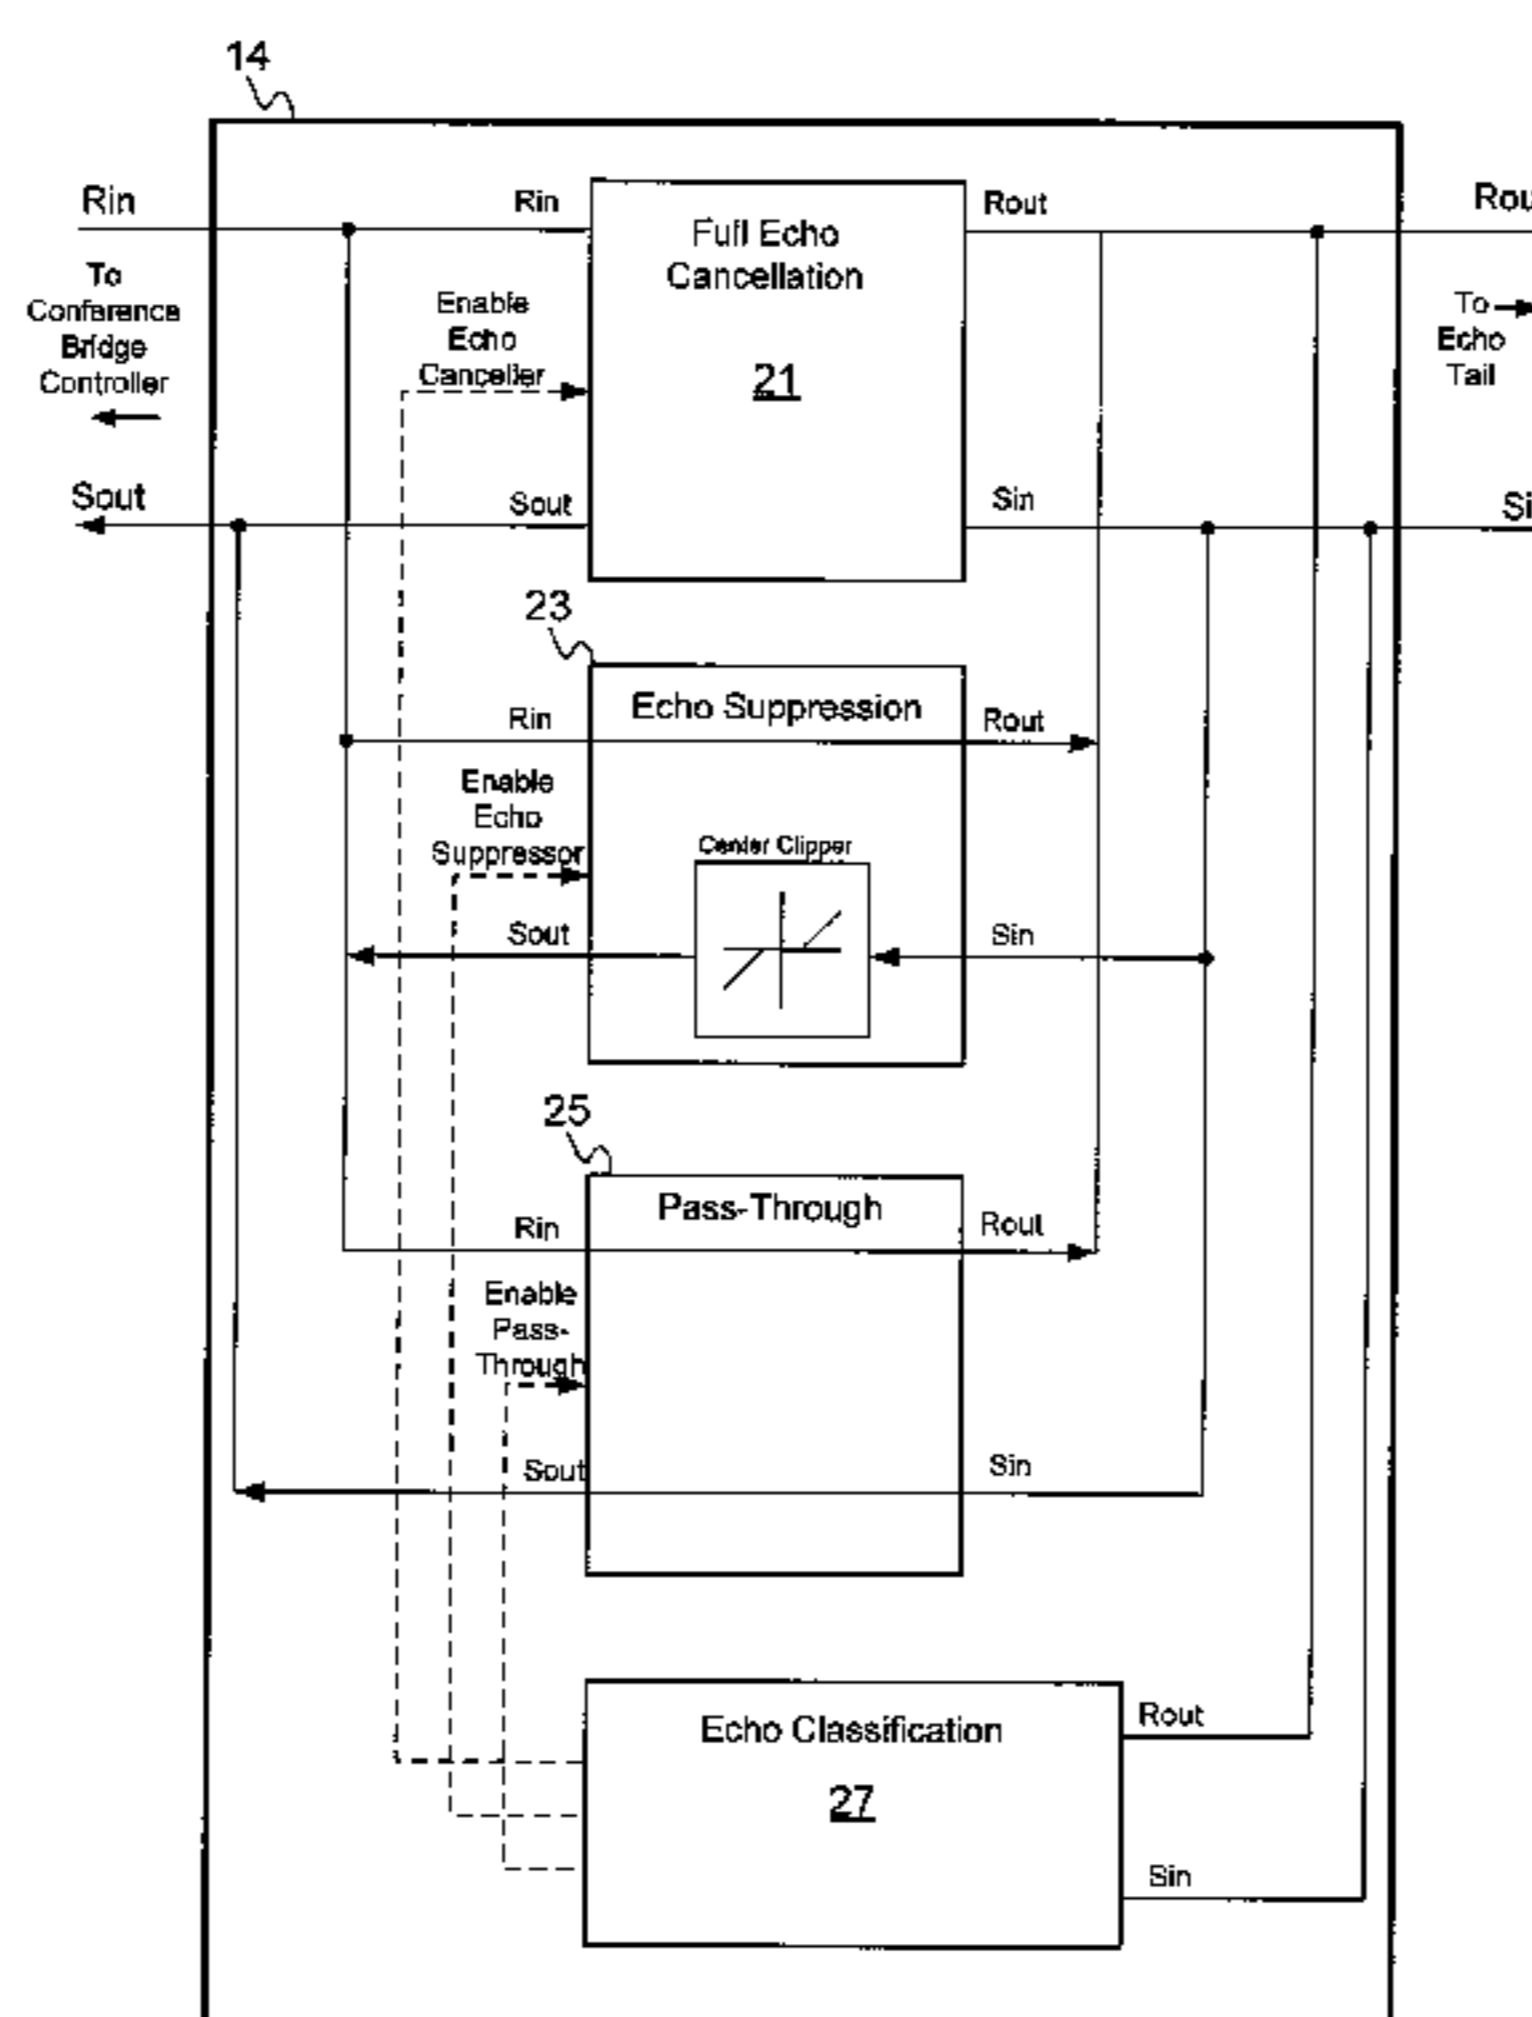 14
Rin
Rin
Full Echo
Cancellation
21
Rout
Rou
To
Conference
Bridge
Controller
Enable
Echo
Canceller
To
Echo
Tail
Sout
Sout
Sin
Si
23
Echo Suppression
Rin
Rout
Enable
Echo
Suppressor
Center Clipper
Sout
Sin
25
Pass-Through
Rin
Rout
Enable
Pass-
Through
Sout
Sin
Echo Classification
27
Rout
Sin